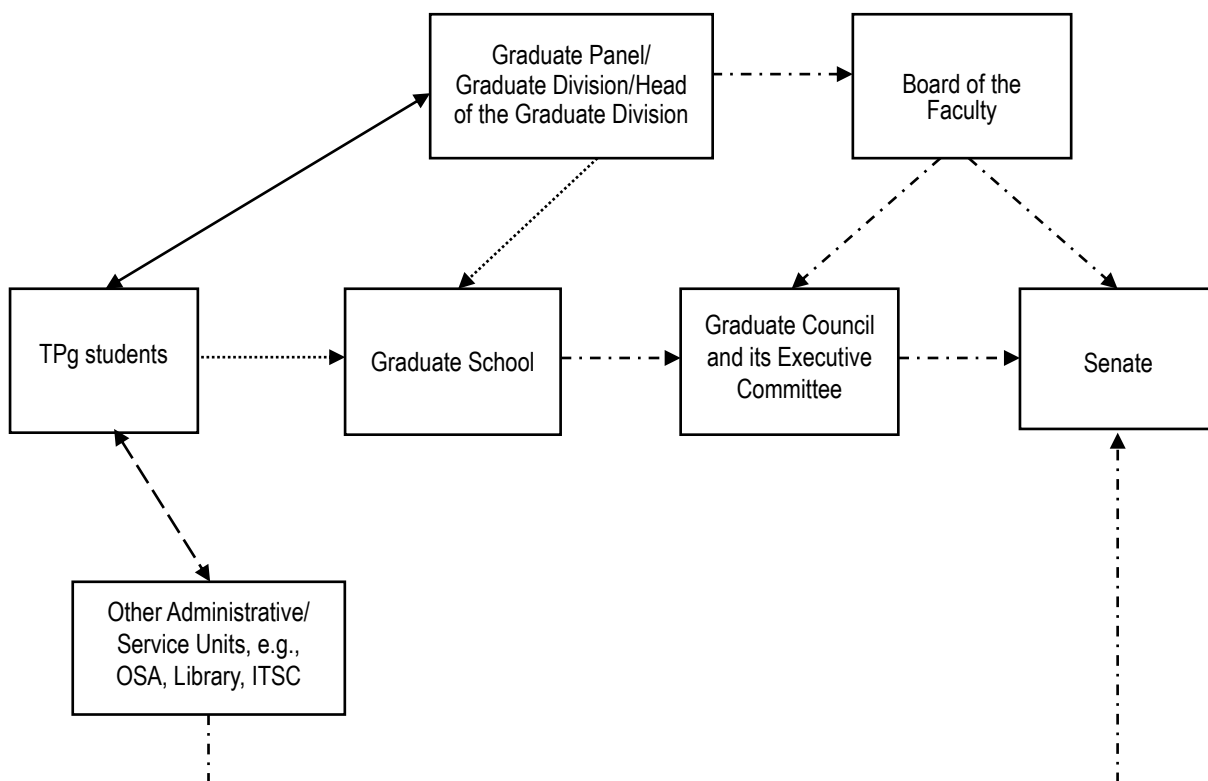 Graduate Panel/
Graduate Division/Head
of the Graduate Division
Board of the
Faculty
TPg students
Graduate School
Graduate Council
and its Executive
Committee
Senate
Other Administrative/
Service Units, e.g.,
OSA, Library, ITSC